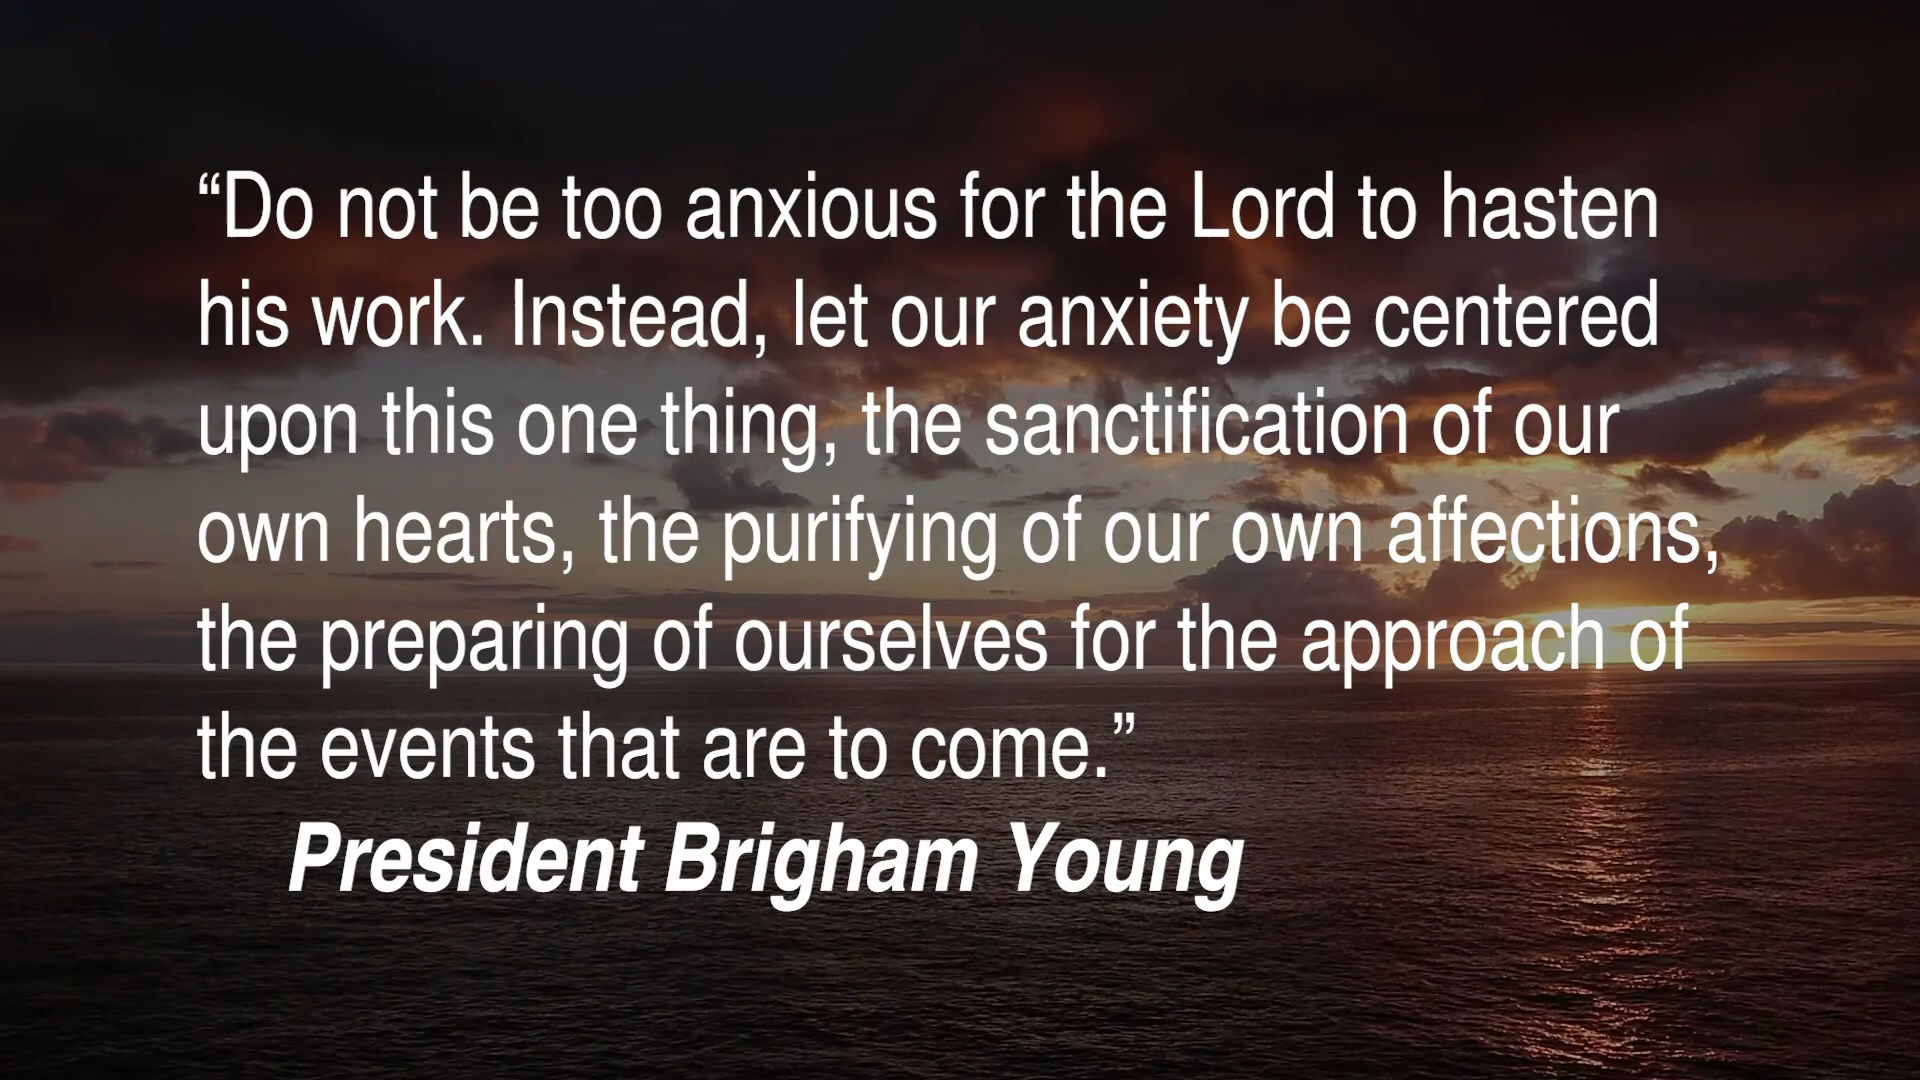 “Do not be too anxious for the Lord to hasten
his work. Instead, let our anxiety be centered
upon this one thing, the sanctification of our
own hearts, the purifying of our own affections,
the preparing of ourselves for the approach of
the events that are to come.”
President Brigham Young